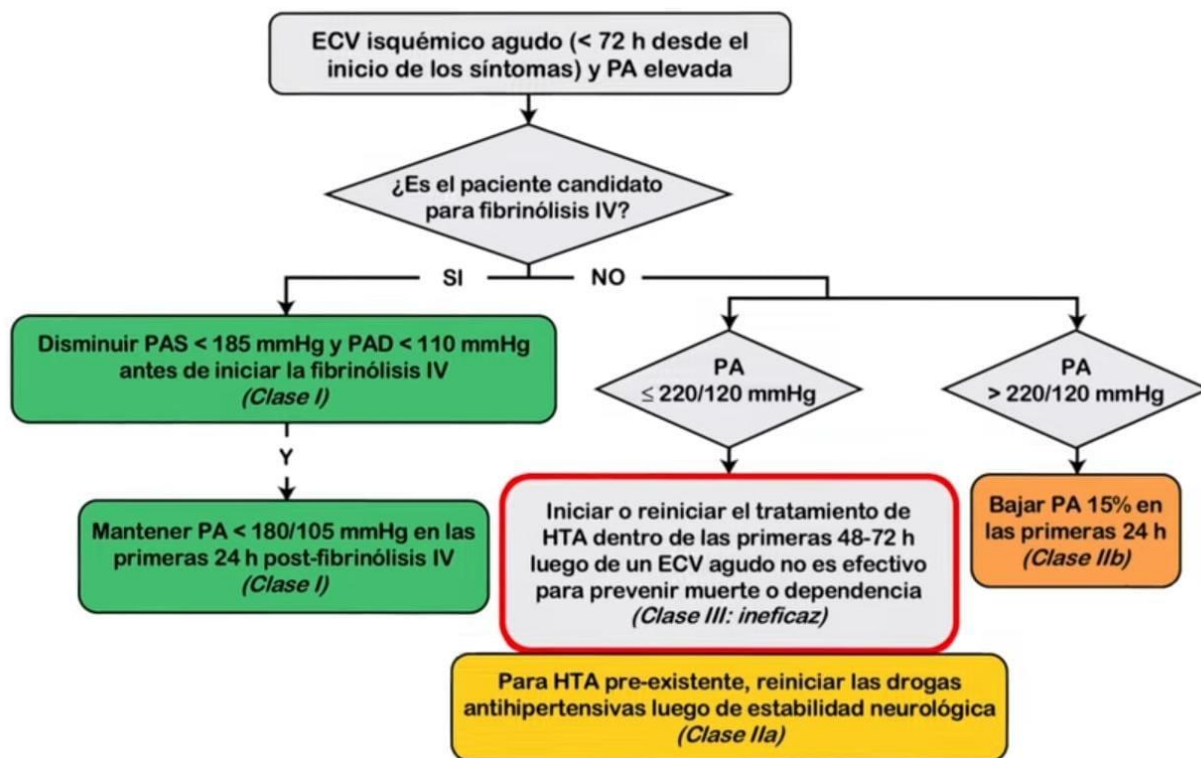 ECV isquémico agudo (< 72 h desde el
inicio de los síntomas) y PA elevada
¿Es el paciente candidato
para fibrinólisis IV?
SI
NO
Disminuir PAS < 185 mmHg y PAD < 110 mmHg
antes de iniciar la fibrinólisis IV
(Clase I)
Y
Mantener PA < 180/105 mmHg en las
primeras 24 h post-fibrinólisis IV
(Clase I)
PA
≤ 220/120 mmHg
PA
> 220/120 mmHg
Iniciar o reiniciar el tratamiento de
HTA dentro de las primeras 48-72 h
luego de un ECV agudo no es efectivo
para prevenir muerte o dependencia
(Clase III: ineficaz)
Bajar PA 15% en
las primeras 24 h
(Clase IIb)
Para HTA pre-existente, reiniciar las drogas
antihipertensivas luego de estabilidad neurológica
(Clase IIa)